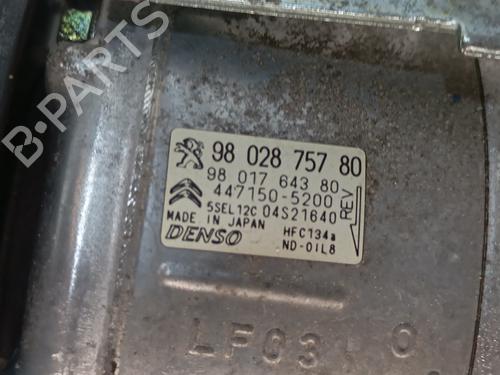 98 028 757 80
98 017 643 80
447150-5200
5SEL12C 04S21640
MADE IN JAPAN
HFC134a
DENSO
ND-OIL8
REV
B-PARTS